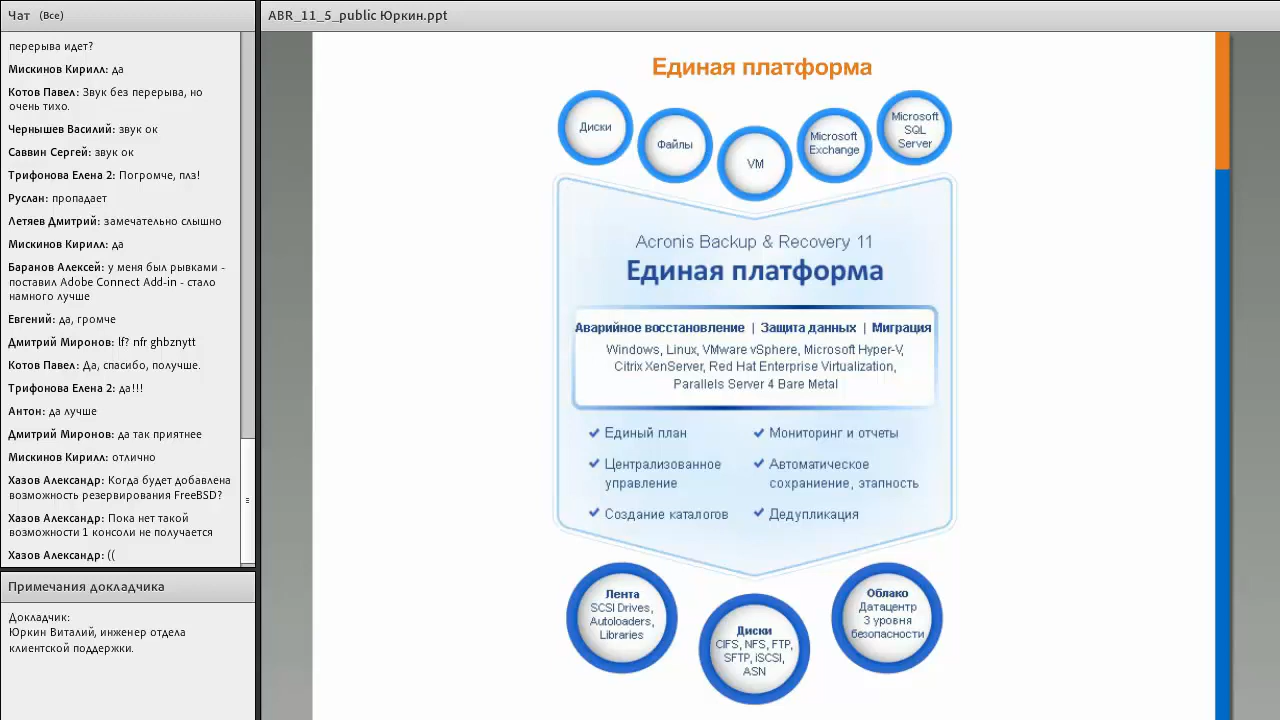 Чат (Все)
перерыва идет?
Мискинов Кирилл: да
Котов Павел: Звук без перерыва, но
очень тихо.
Чернышев Василий: звук ок
Саввин Сергей: звук ок
Трифонова Елена 2: Погромче, плз!
Руслан: пропадает
Летяев Дмитрий: замечательно слышно
Мискинов Кирилл: да
Баранов Алексей: у меня был рывками -
поставил Adobe Connect Add-in - стало
намного лучше
Евгений: да, громче
Дмитрий Миронов: lf? nfr ghbznytt
Котов Павел: Да, спасибо, получше.
Трифонова Елена 2: да!!!
Антон: да лучше
Дмитрий Миронов: да так приятнее
Мискинов Кирилл: отлично
Хазов Александр: Когда будет добавлена
возможность резервирования FreeBSD?
Хазов Александр: Пока нет такой
возможности 1 консоли не получается
Хазов Александр: ((
Примечания докладчика
Докладчик:
Юркин Виталий, инженер отдела
клиентской поддержки.
ABR_11_5_public Юркин.ppt
Единая платформа
Диски
Файлы
VM
Microsoft
Exchange
Microsoft
SQL
Server
Acronis Backup & Recovery 11
Единая платформа
Аварийное восстановление | Защита данных | Миграция
Windows, Linux, VMware vSphere, Microsoft Hyper-V,
Citrix XenServer, Red Hat Enterprise Virtualization,
Parallels Server 4 Bare Metal
Единый план
Централизованное
управление
Создание каталогов
Мониторинг и отчеты
Автоматическое
сохраниение, этапность
Дедупликация
Лента
SCSI Drives,
Autoloaders,
Libraries
Диски
CIFS, NFS, FTP,
SFTP, iSCSI,
ASN
Облако
Датацентр
3 уровня
безопасности